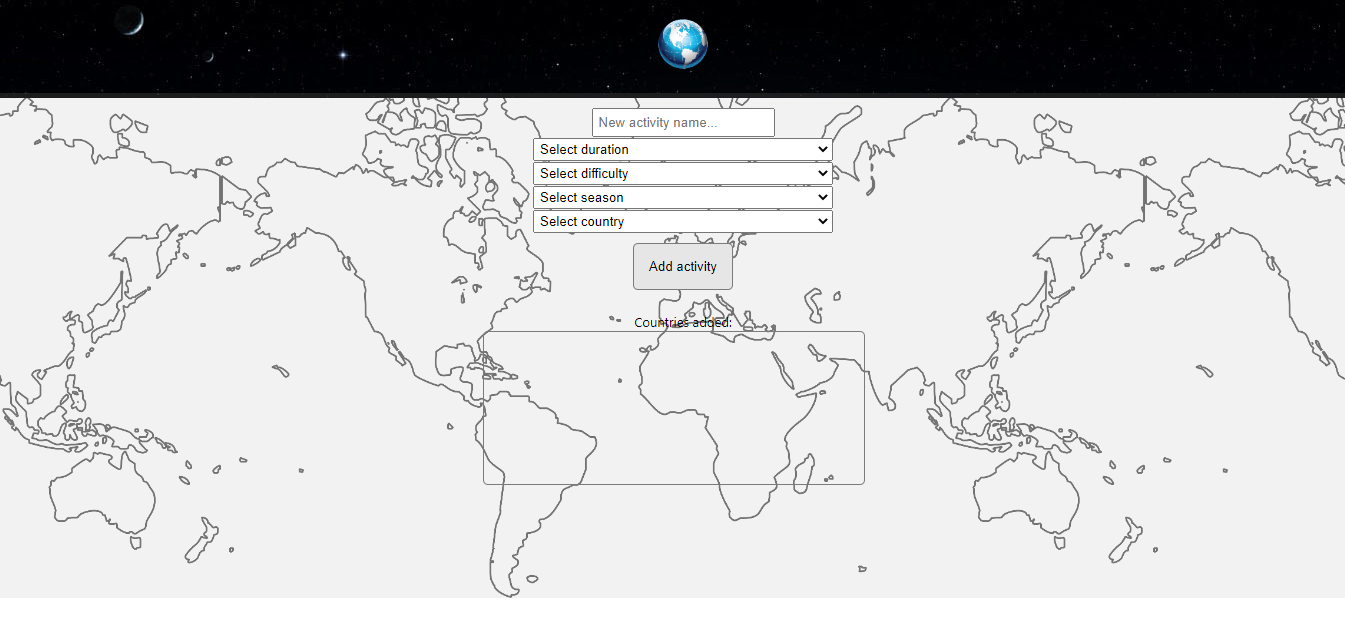 New activity name...
Select duration
Select difficulty
Select season
Select country
Add activity
Countries added: